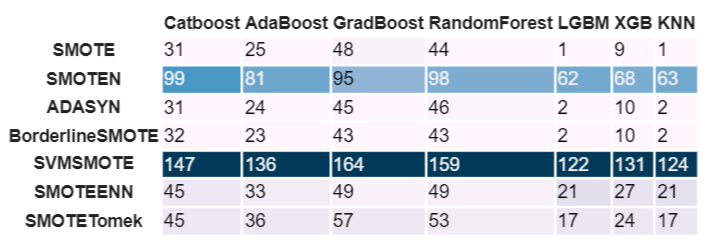 Catboost AdaBoost GradBoost RandomForest LGBM XGB KNN
SMOTE 31 25 48 44 1 9 1
SMOTEN 99 81 95 98 62 68 63
ADASYN 31 24 45 46 2 10 2
BorderlineSMOTE 32 23 43 43 2 10 2
SVMSMOTE 147 136 164 159 122 131 124
SMOTEENN 45 33 49 49 21 27 21
SMOTETomek 45 36 57 53 17 24 17